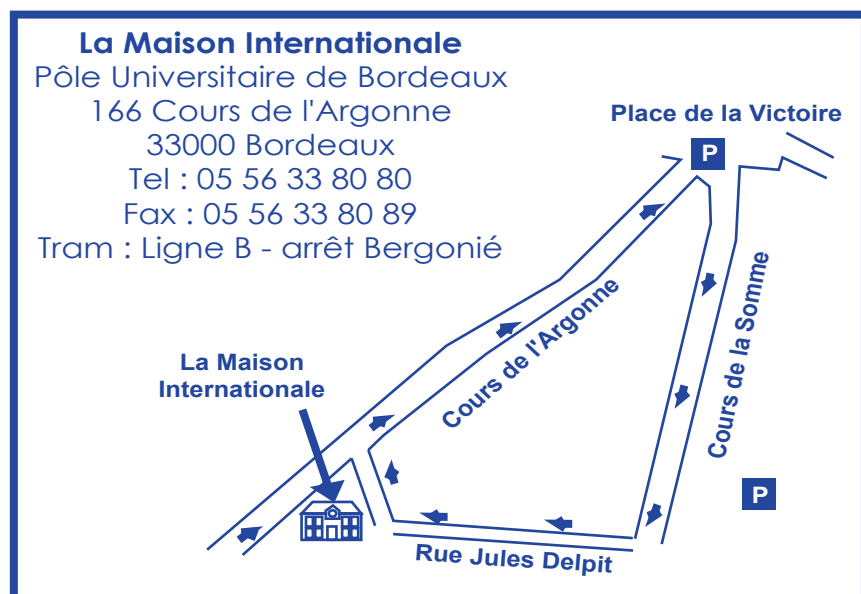 La Maison Internationale
Pôle Universitaire de Bordeaux
166 Cours de l'Argonne
33000 Bordeaux
Tel : 05 56 33 80 80
Fax : 05 56 33 80 89
Tram : Ligne B - arrêt Bergonié
Place de la Victoire
P
Cours de l'Argonne
Cours de la Somme
La Maison
Internationale
P
Rue Jules Delpit